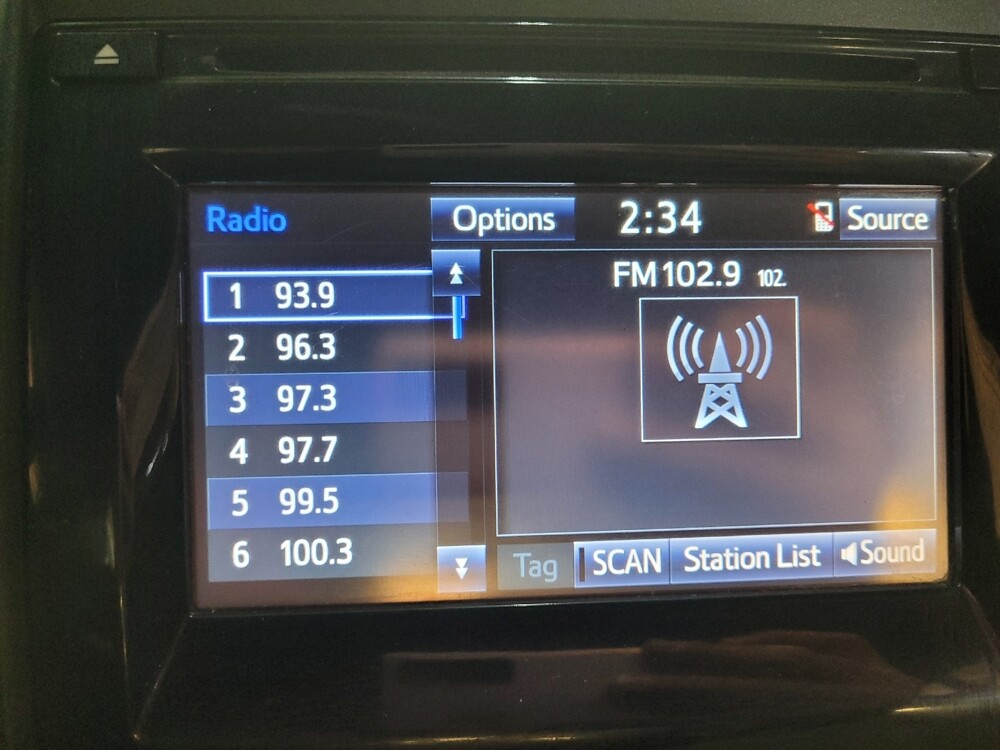 Radio Options 2:34 Source
FM 102.9 102.
1 93.9
2 96.3
3 97.3
4 97.7
5 99.5
6 100.3
Tag SCAN Station List Sound